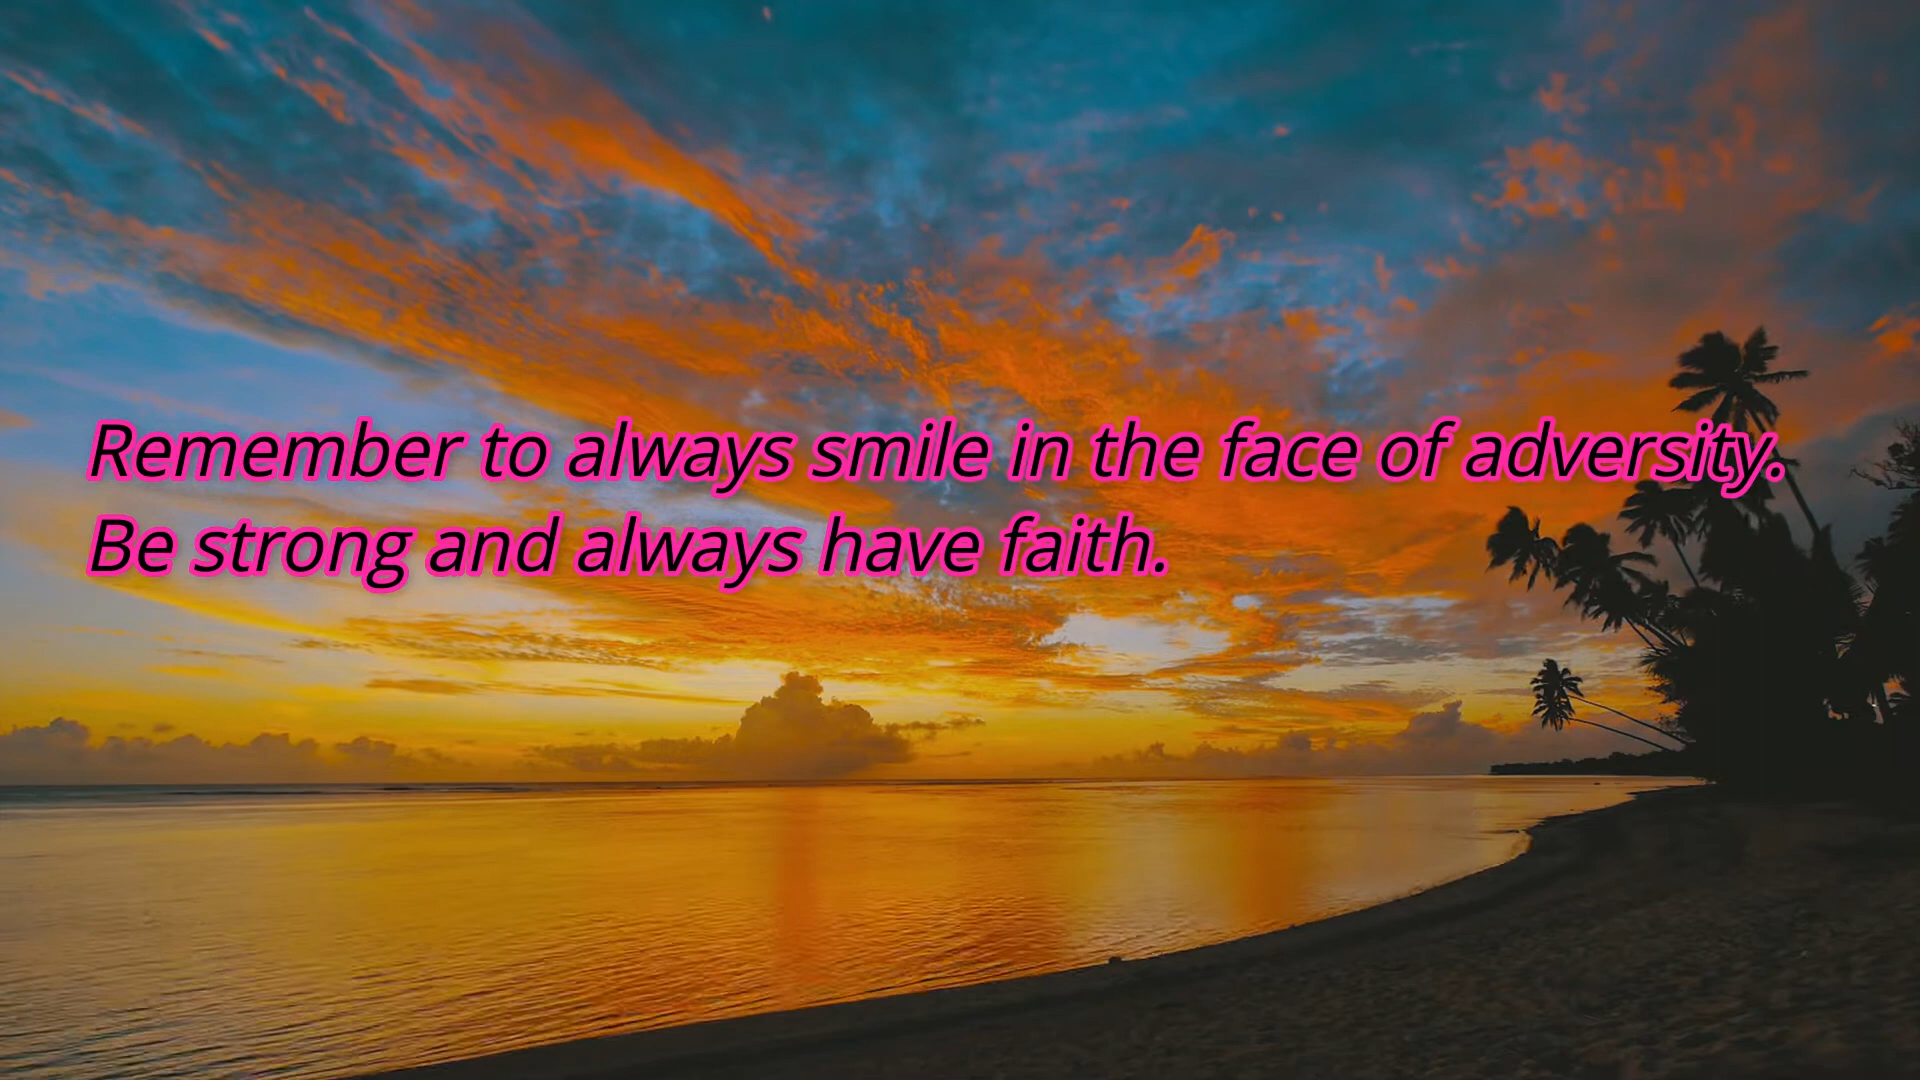 Remember to always smile in the face of adversity.
Be strong and always have faith.